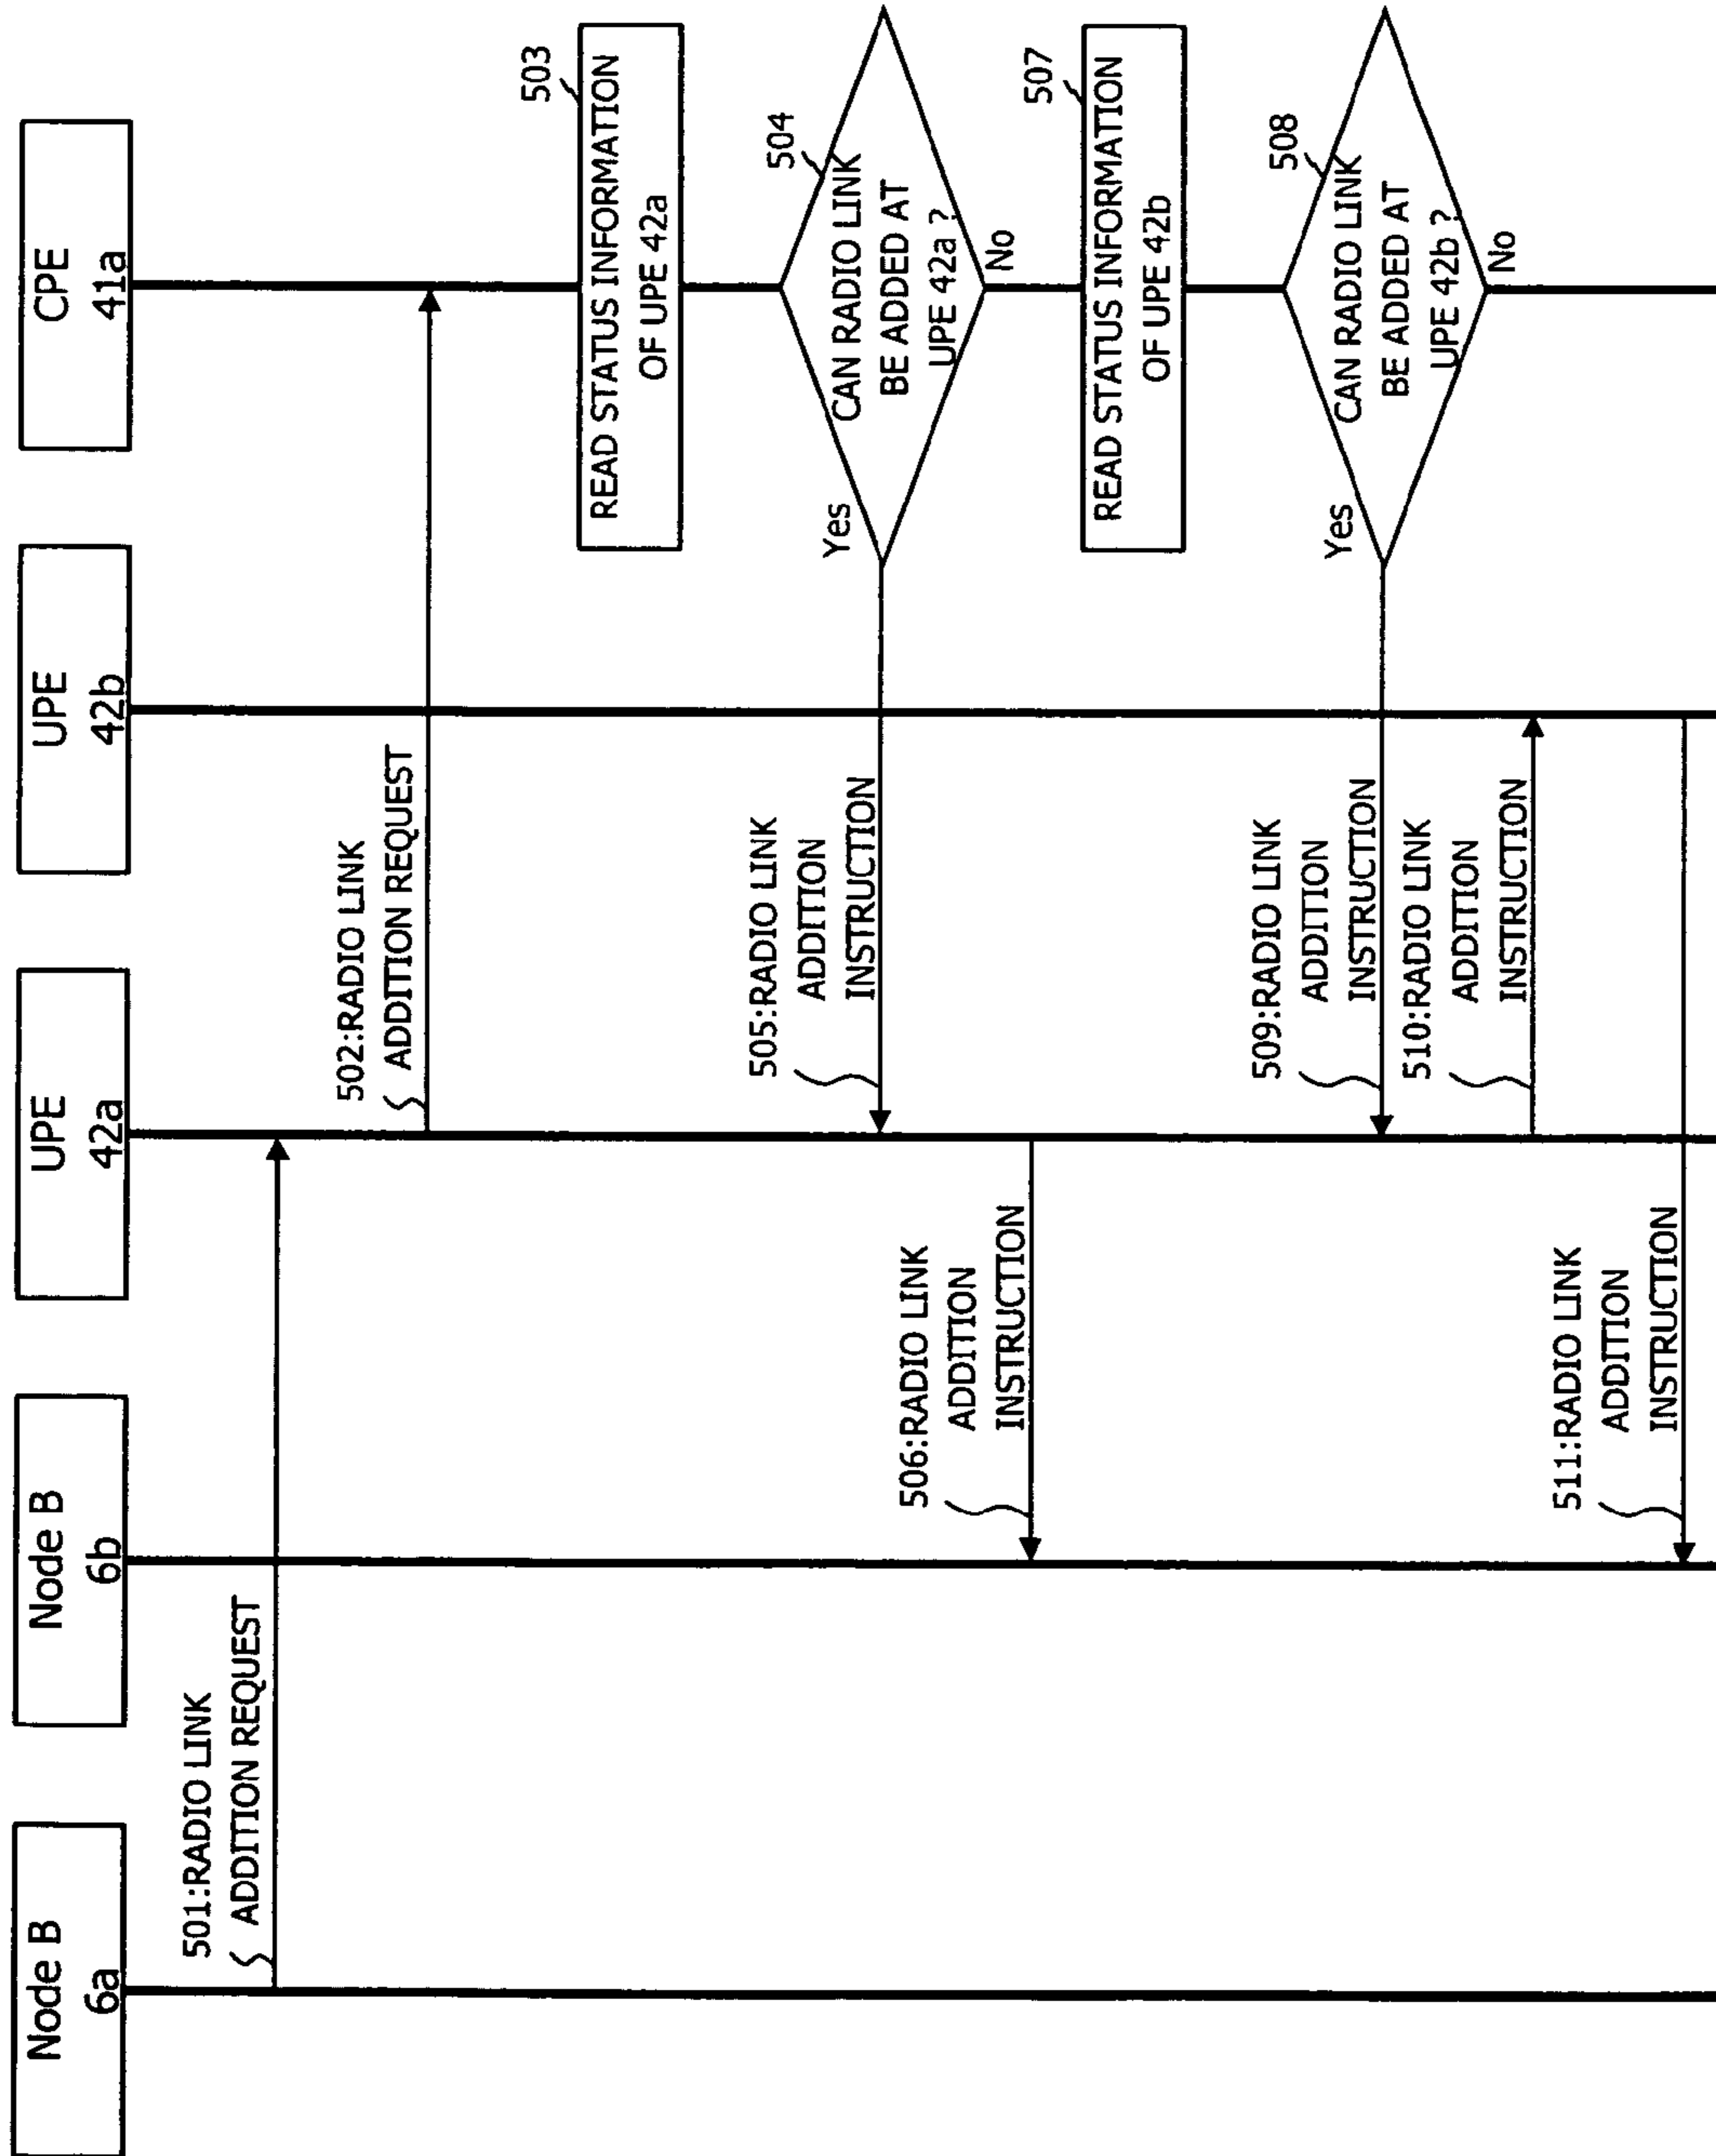 Node B
6a
Node B
6b
UPE
42a
UPE
42b
CPE
41a
501:RADIO LINK
ADDITION REQUEST
502:RADIO LINK
ADDITION REQUEST
503
READ STATUS INFORMATION
OF UPE 42a
504
CAN RADIO LINK
BE ADDED AT
UPE 42a ?
Yes
No
505:RADIO LINK
ADDITION
INSTRUCTION
506:RADIO LINK
ADDITION
INSTRUCTION
507
READ STATUS INFORMATION
OF UPE 42b
508
CAN RADIO LINK
BE ADDED AT
UPE 42b ?
Yes
No
509:RADIO LINK
ADDITION
INSTRUCTION
510:RADIO LINK
ADDITION
INSTRUCTION
511:RADIO LINK
ADDITION
INSTRUCTION